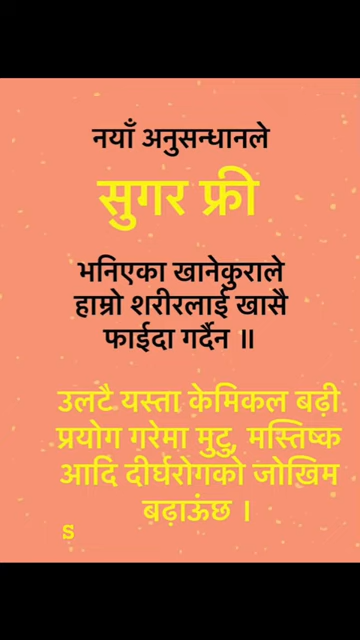 नयाँ अनुसन्धानले
सुगर फ्री
भनिएका खानेकुराले
हाम्रो शरीरलाई खासै
फाईदा गर्दैन ॥
उलटै यस्ता केमिकल बढ़ी
प्रयोग गरेमा मुटु, मस्तिष्क
आदि दीर्घरोगको जोखिम
बढ़ाऊंछ ।
S